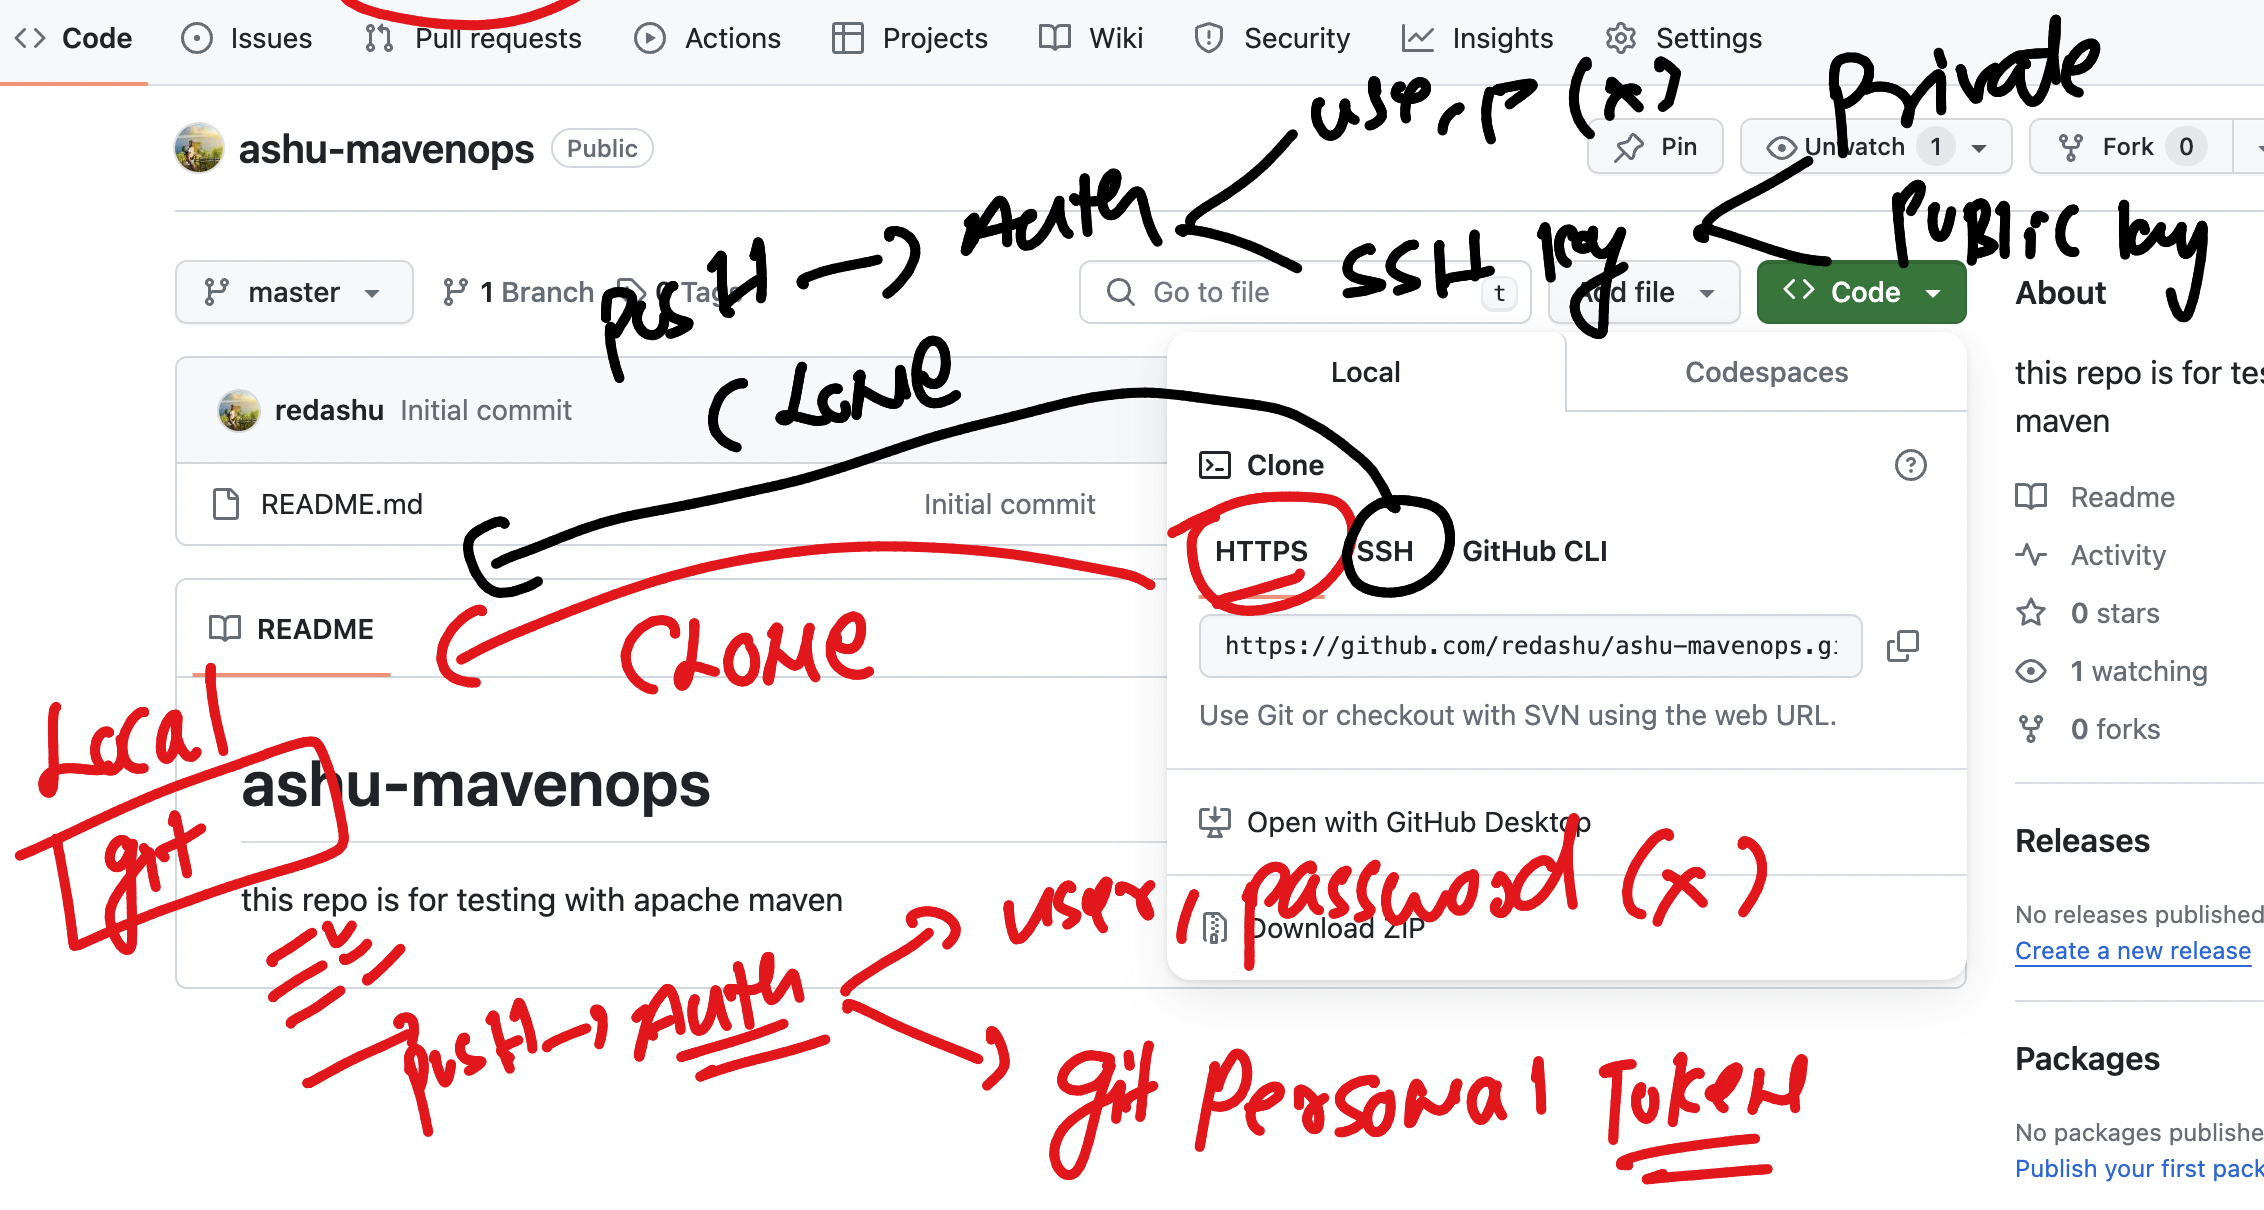 Code Issues Pull requests Actions Projects Wiki Security Insights Settings
user, P (x)
private
ashu-mavenops Public
Pin Unwatch 1 Fork 0
PUSH → Auth
SSH key
PUBLIC key
master 1 Branch 0 Tags
Go to file t Add file Code
About
CLONE
Local Codespaces
this repo is for tes
maven
redashu Initial commit
Clone
README.md Initial commit
Readme
HTTPS SSH GitHub CLI
Activity
README
CLONE
https://github.com/redashu/ashu-mavenops.gi
0 stars
1 watching
Use Git or checkout with SVN using the web URL.
0 forks
Local
ashu-mavenops
git
Open with GitHub Desktop
Releases
this repo is for testing with apache maven
user, password (x)
Download ZIP
No releases published
Create a new release
PUSH → Auth
git Personal Token
Packages
No packages publishe
Publish your first pack